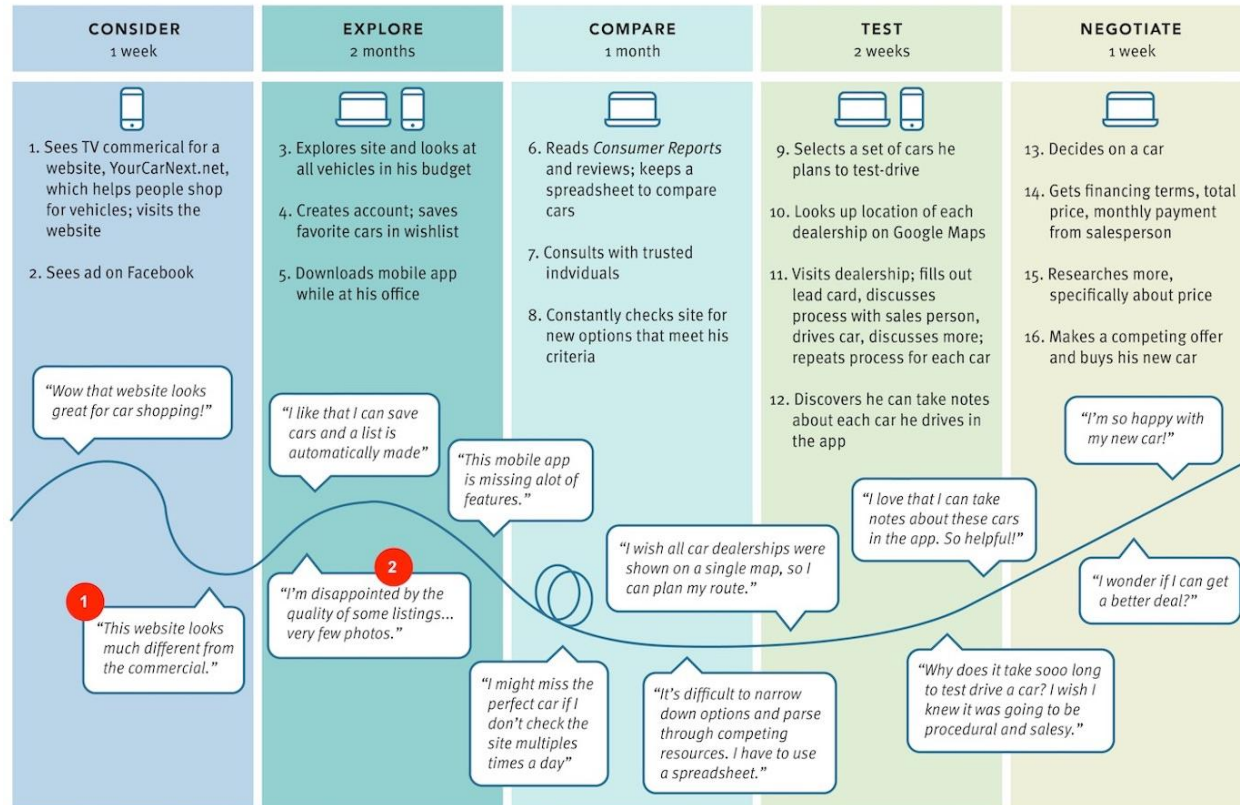 CONSIDER
1 week
EXPLORE
2 months
COMPARE
1 month
TEST
2 weeks
NEGOTIATE
1 week
1. Sees TV commerical for a
website, YourCarNext.net,
which helps people shop
for vehicles; visits the
website
2. Sees ad on Facebook
3. Explores site and looks at
all vehicles in his budget
4. Creates account; saves
favorite cars in wishlist
5. Downloads mobile app
while at his office
6. Reads Consumer Reports
and reviews; keeps a
spreadsheet to compare
cars
7. Consults with trusted
indviduals
8. Constantly checks site for
new options that meet his
criteria
9. Selects a set of cars he
plans to test-drive
10. Looks up location of each
dealership on Google Maps
11. Visits dealership; fills out
lead card, discusses
process with sales person,
drives car, discusses more;
repeats process for each car
12. Discovers he can take notes
about each car he drives in
the app
13. Decides on a car
14. Gets financing terms, total
price, monthly payment
from salesperson
15. Researches more,
specifically about price
16. Makes a competing offer
and buys his new car
“Wow that website looks
great for car shopping!”
“I like that I can save
cars and a list is
automatically made”
“This mobile app
is missing alot of
features.”
“I’m so happy with
my new car!”
“I love that I can take
notes about these cars
in the app. So helpful!”
“I wish all car dealerships were
shown on a single map, so I
can plan my route.”
1
“This website looks
much different from
the commercial.”
2
“I’m disappointed by the
quality of some listings...
very few photos.”
“I might miss the
perfect car if I
don’t check the
site multiple
times a day”
“It’s difficult to narrow
down options and parse
through competing
resources. I have to use
a spreadsheet.”
“Why does it take sooo long
to test drive a car? I wish I
knew it was going to be
procedural and salesy.”
“I wonder if I can get
a better deal?”